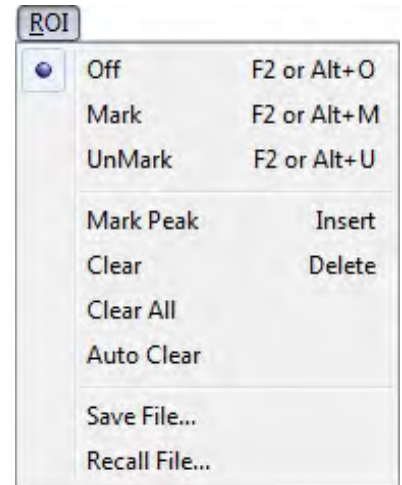 ROI
Off F2 or Alt+O
Mark F2 or Alt+M
UnMark F2 or Alt+U
Mark Peak Insert
Clear Delete
Clear All
Auto Clear
Save File...
Recall File...